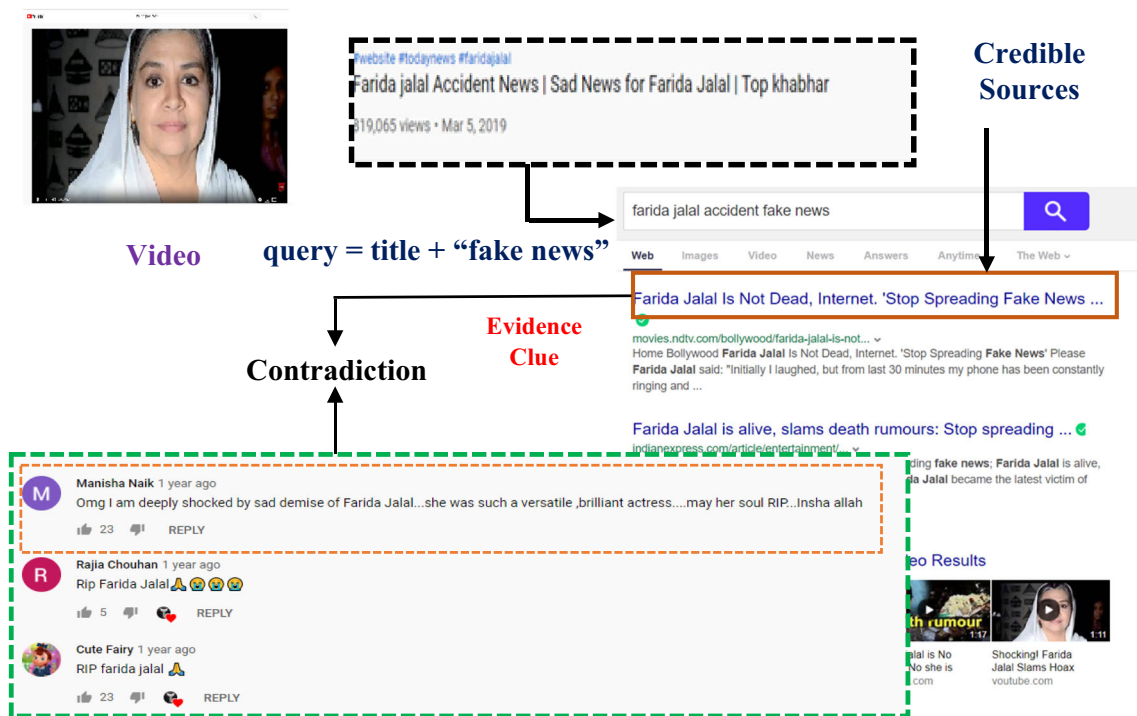 #website #todaynews #faridajalal
Farida jalal Accident News | Sad News for Farida Jalal | Top khabhar
819,065 views • Mar 5, 2019
Credible
Sources
Video
query = title + “fake news”
farida jalal accident fake news
Web Images Video News Answers Anytime The Web
Farida Jalal Is Not Dead, Internet. 'Stop Spreading Fake News ...
movies.ndtv.com/bollywood/farida-jalal-is-not...
Home Bollywood Farida Jalal Is Not Dead, Internet. 'Stop Spreading Fake News' Please
Farida Jalal said: "Initially I laughed, but from last 30 minutes my phone has been constantly
ringing and ...
Evidence
Clue
Contradiction
Farida Jalal is alive, slams death rumours: Stop spreading ...
indianexpress.com/article/entertainment/...
ding fake news; Farida Jalal is alive,
da Jalal became the latest victim of
Manisha Naik 1 year ago
M
Omg I am deeply shocked by sad demise of Farida Jalal...she was such a versatile ,brilliant actress....may her soul RIP...Insha allah
23 REPLY
Rajia Chouhan 1 year ago
R
Rip Farida Jalal🙏😭😭😭
5 REPLY
Cute Fairy 1 year ago
RIP farida jalal 🙏
23 REPLY
eo Results
th rumour
1:17
1:11
alal is No
No she is
.com
Shocking! Farida
Jalal Slams Hoax
youtube.com